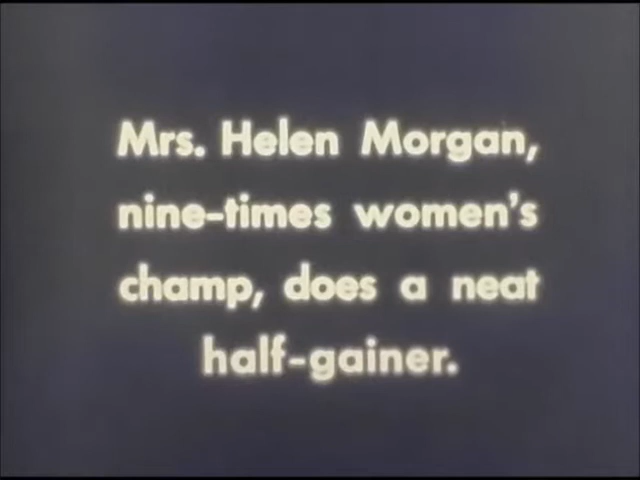 Mrs. Helen Morgan,
nine-times women's
champ, does a neat
half-gainer.